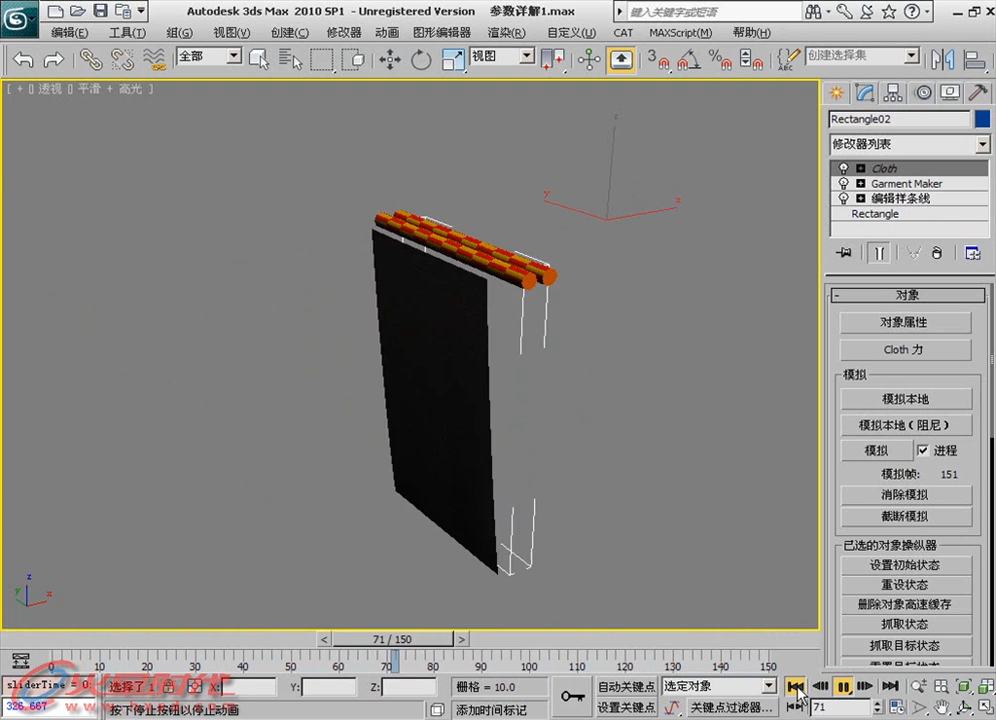 Autodesk 3ds Max 2010 SP1 - Unregistered Version 参数详解1.max
键入关键字或短语
编辑(E) 工具(T) 组(G) 视图(V) 创建(C) 修改器 动画 图形编辑器 渲染(R) 自定义(U) CAT MAXScript(M) 帮助(H)
全部 视图 3 % ABC 创建选择集
[ + [] 透视 [] 平滑 + 高光 ]
Rectangle02
修改器列表
Cloth
Garment Maker
编辑样条线
Rectangle
- 对象
对象属性
Cloth 力
模拟
模拟本地
模拟本地(阻尼)
模拟 进程
模拟帧: 151
消除模拟
截断模拟
已选的对象操纵器
设置初始状态
重设状态
删除对象高速缓存
抓取状态
抓取目标状态
z
y x
z
y x
< 71 / 150 >
0 10 20 30 40 50 60 70 80 90 100 110 120 130 140 150
sliderTime = 0; 选择了 1 X: Y: Z: 栅格 = 10.0 自动关键点 选定对象
326.667 按下停止按钮以停止动画 添加时间标记 设置关键点 关键点过滤器... 71